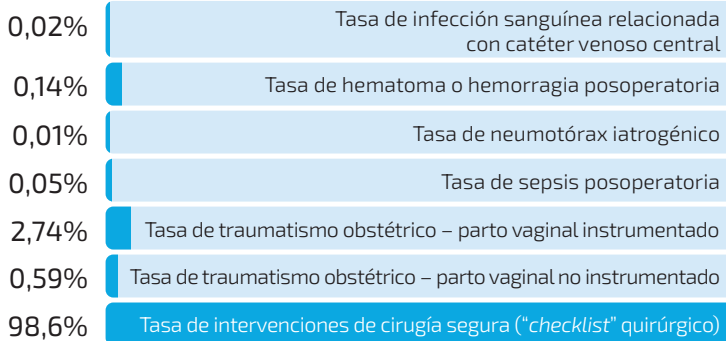 0,02% Tasa de infección sanguínea relacionada
con catéter venoso central
0,14% Tasa de hematoma o hemorragia posoperatoria
0,01% Tasa de neumotórax iatrogénico
0,05% Tasa de sepsis posoperatoria
2,74% Tasa de traumatismo obstétrico – parto vaginal instrumentado
0,59% Tasa de traumatismo obstétrico – parto vaginal no instrumentado
98,6% Tasa de intervenciones de cirugía segura (“checklist” quirúrgico)